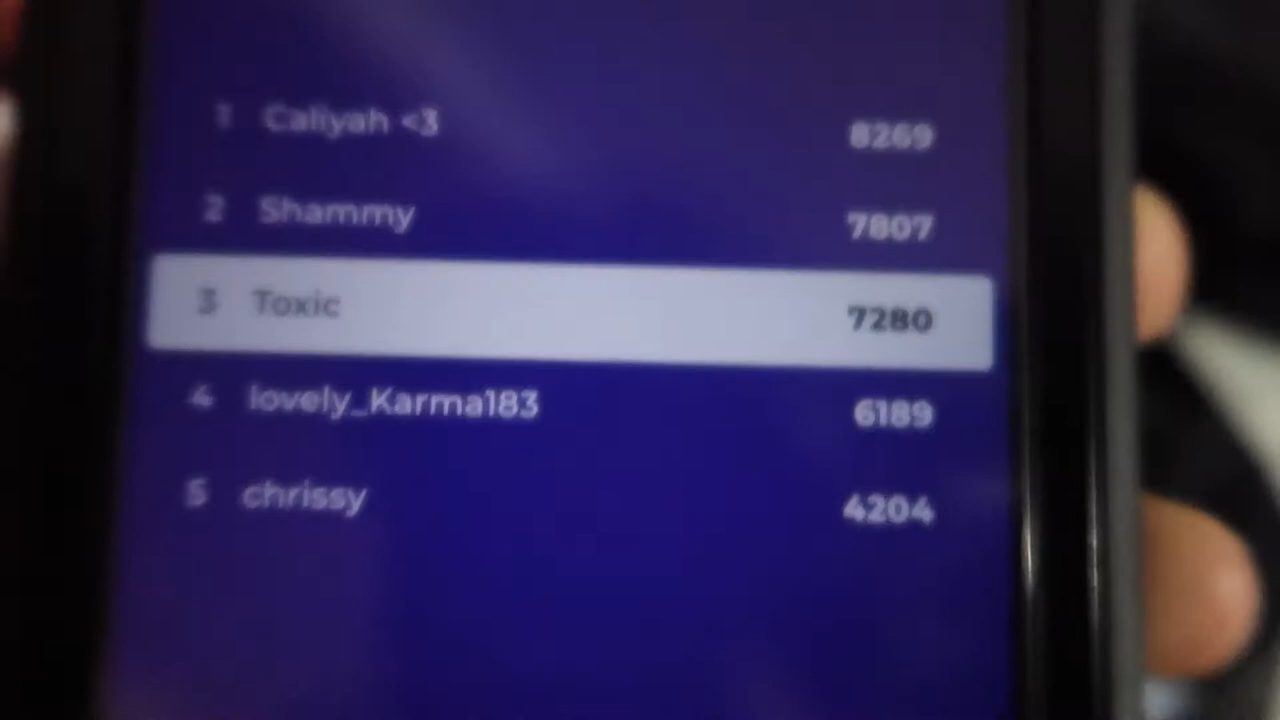 1 Caliyah <3 8269
2 Shammy 7807
3 Toxic 7280
4 lovely_Karma183 6189
5 chrissy 4204